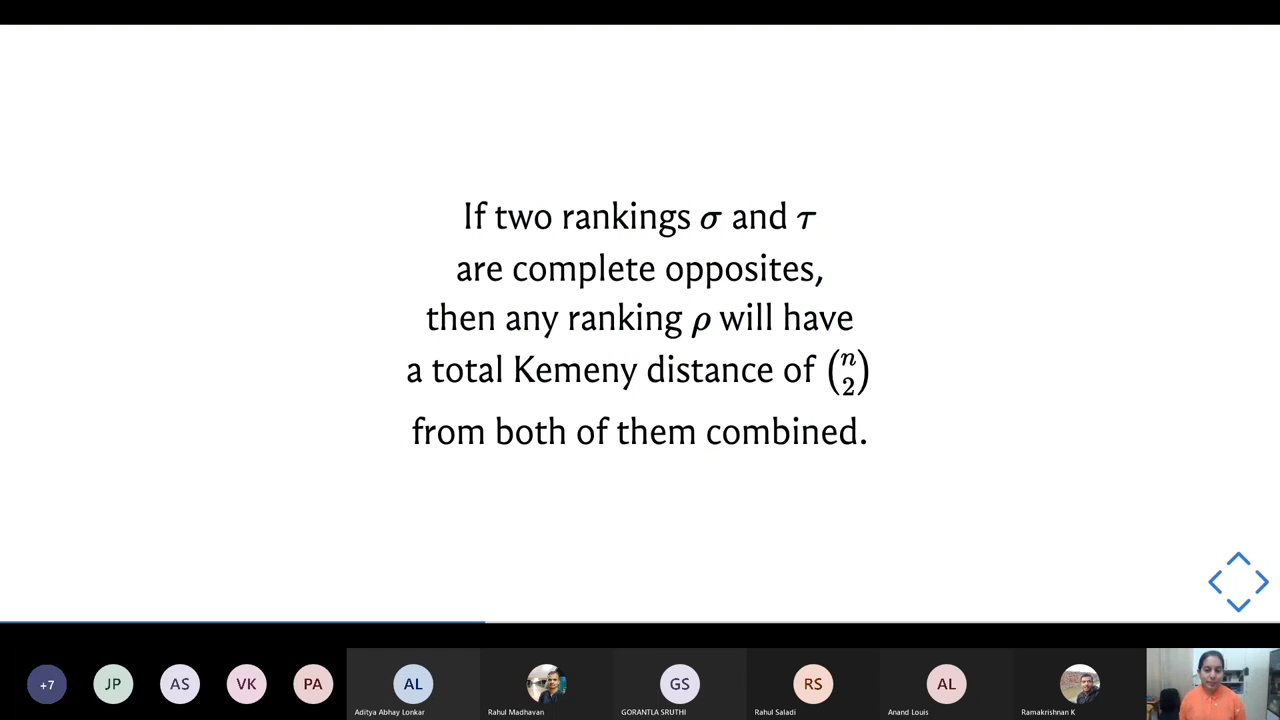 If two rankings σ and τ
are complete opposites,
then any ranking ρ will have
a total Kemeny distance of (n 2)
from both of them combined.
+7
JP
AS
VK
PA
AL
GS
RS
AL
Aditya Abhay Lonkar
Rahul Madhavan
GORANTLA SRUTHI
Rahul Saladi
Anand Louis
Ramakrishnan K